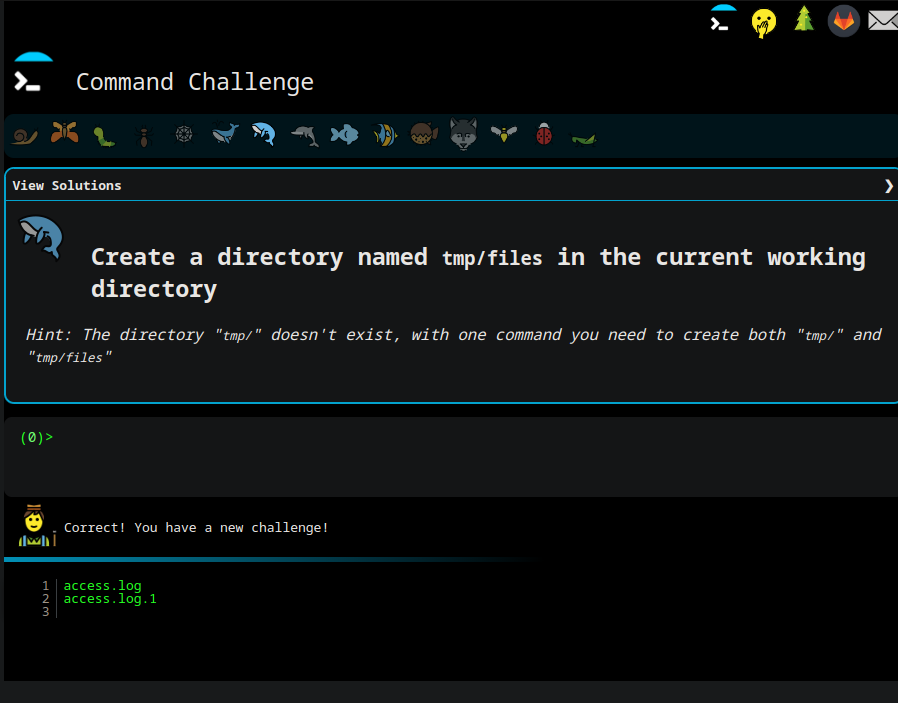 Command Challenge
View Solutions
Create a directory named tmp/files in the current working
directory
Hint: The directory "tmp/" doesn't exist, with one command you need to create both "tmp/" and
"tmp/files"
(0)>
Correct! You have a new challenge!
1 access.log
2 access.log.1
3